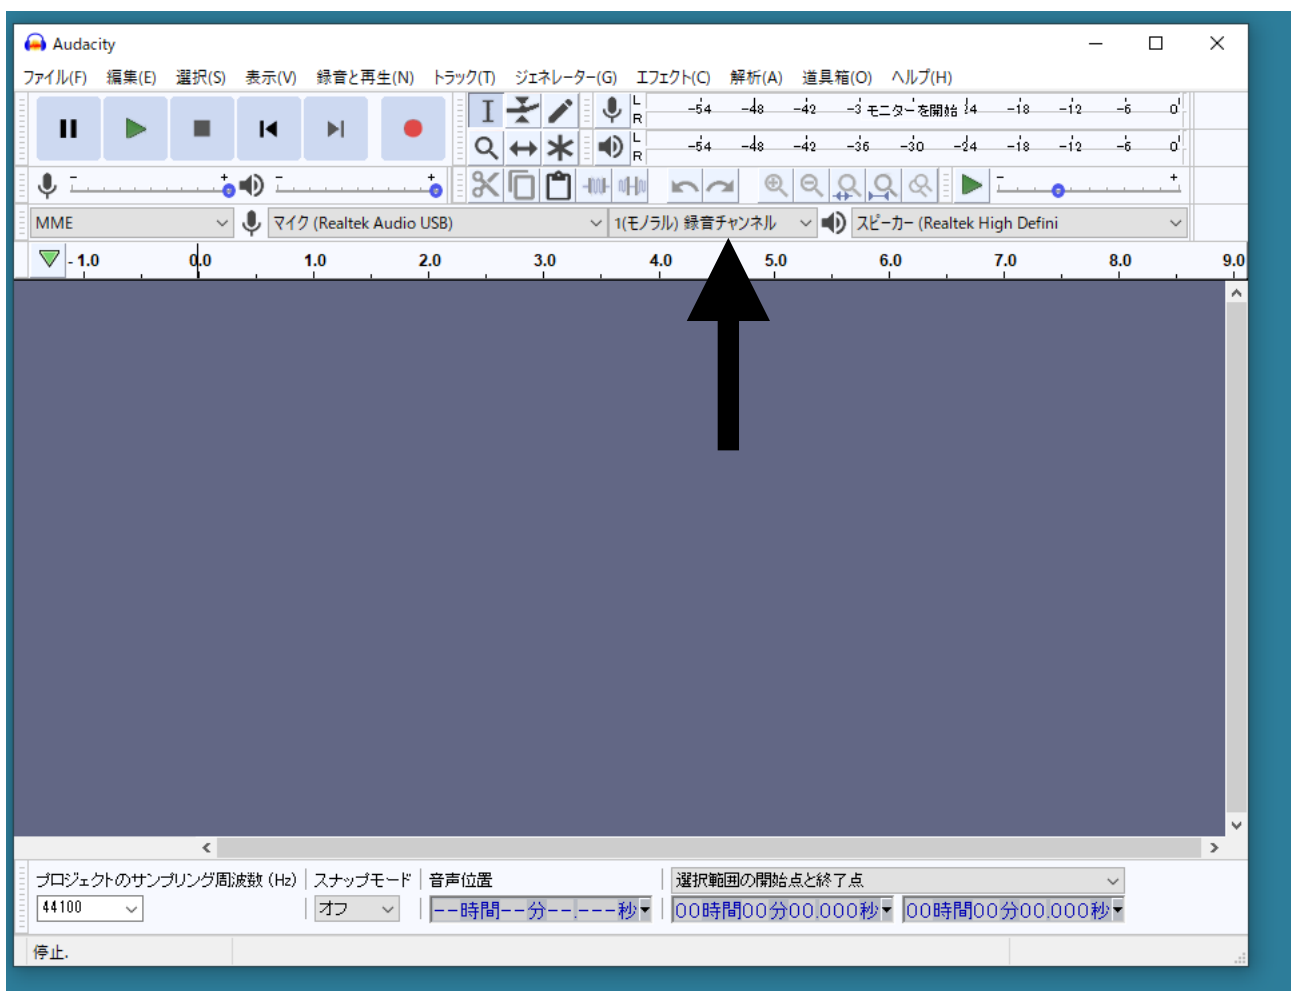 Audacity
ファイル(F) 編集(E) 選択(S) 表示(V) 録音と再生(N) トラック(T) ジェネレーター(G) エフェクト(C) 解析(A) 道具箱(O) ヘルプ(H)
L R -54 -48 -42 -3 モニターを開始 24 -18 -12 -6 0
L R -54 -48 -42 -36 -30 -24 -18 -12 -6 0
- + - + - +
MME マイク (Realtek Audio USB) 1(モノラル) 録音チャンネル スピーカー (Realtek High Defini
- 1.0 0.0 1.0 2.0 3.0 4.0 5.0 6.0 7.0 8.0 9.0
プロジェクトのサンプリング周波数 (Hz) スナップモード 音声位置 選択範囲の開始点と終了点
44100 オフ --時間--分--.---秒 00時間00分00.000秒 00時間00分00.000秒
停止.